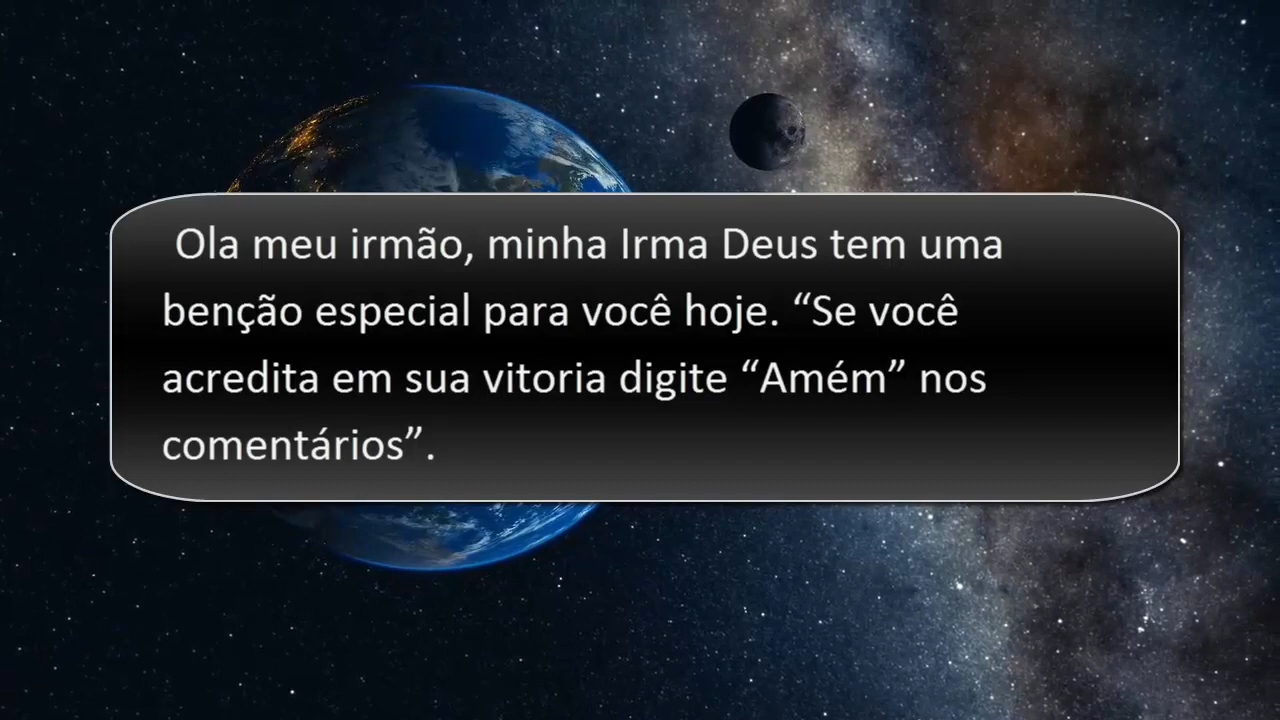 Ola meu irmão, minha Irma Deus tem uma
benção especial para você hoje. “Se você
acredita em sua vitoria digite “Amém” nos
comentários”.